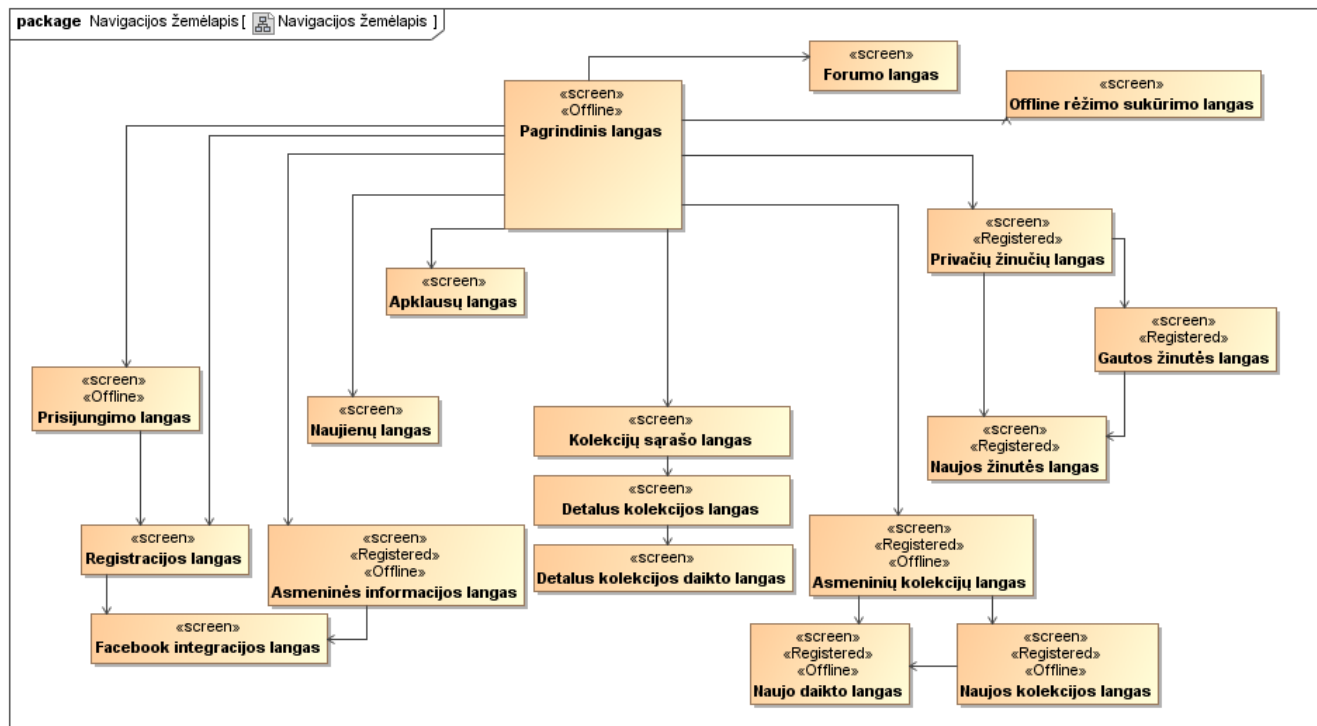 package Navigacijos žemėlapis [ Navigacijos žemėlapis ]
«screen»
Forumo langas
«screen»
Offline rėžimo sukūrimo langas
«screen»
«Offline»
Pagrindinis langas
«screen»
«Registered»
Privačių žinučių langas
«screen»
Apklausų langas
«screen»
«Registered»
Gautos žinutės langas
«screen»
«Offline»
Prisijungimo langas
«screen»
Naujienų langas
«screen»
Kolekcijų sąrašo langas
«screen»
«Registered»
Naujos žinutės langas
«screen»
Detalus kolekcijos langas
«screen»
Registracijos langas
«screen»
«Registered»
«Offline»
Asmeninės informacijos langas
«screen»
Detalus kolekcijos daikto langas
«screen»
«Registered»
«Offline»
Asmeninių kolekcijų langas
«screen»
Facebook integracijos langas
«screen»
«Registered»
«Offline»
Naujo daikto langas
«screen»
«Registered»
«Offline»
Naujos kolekcijos langas